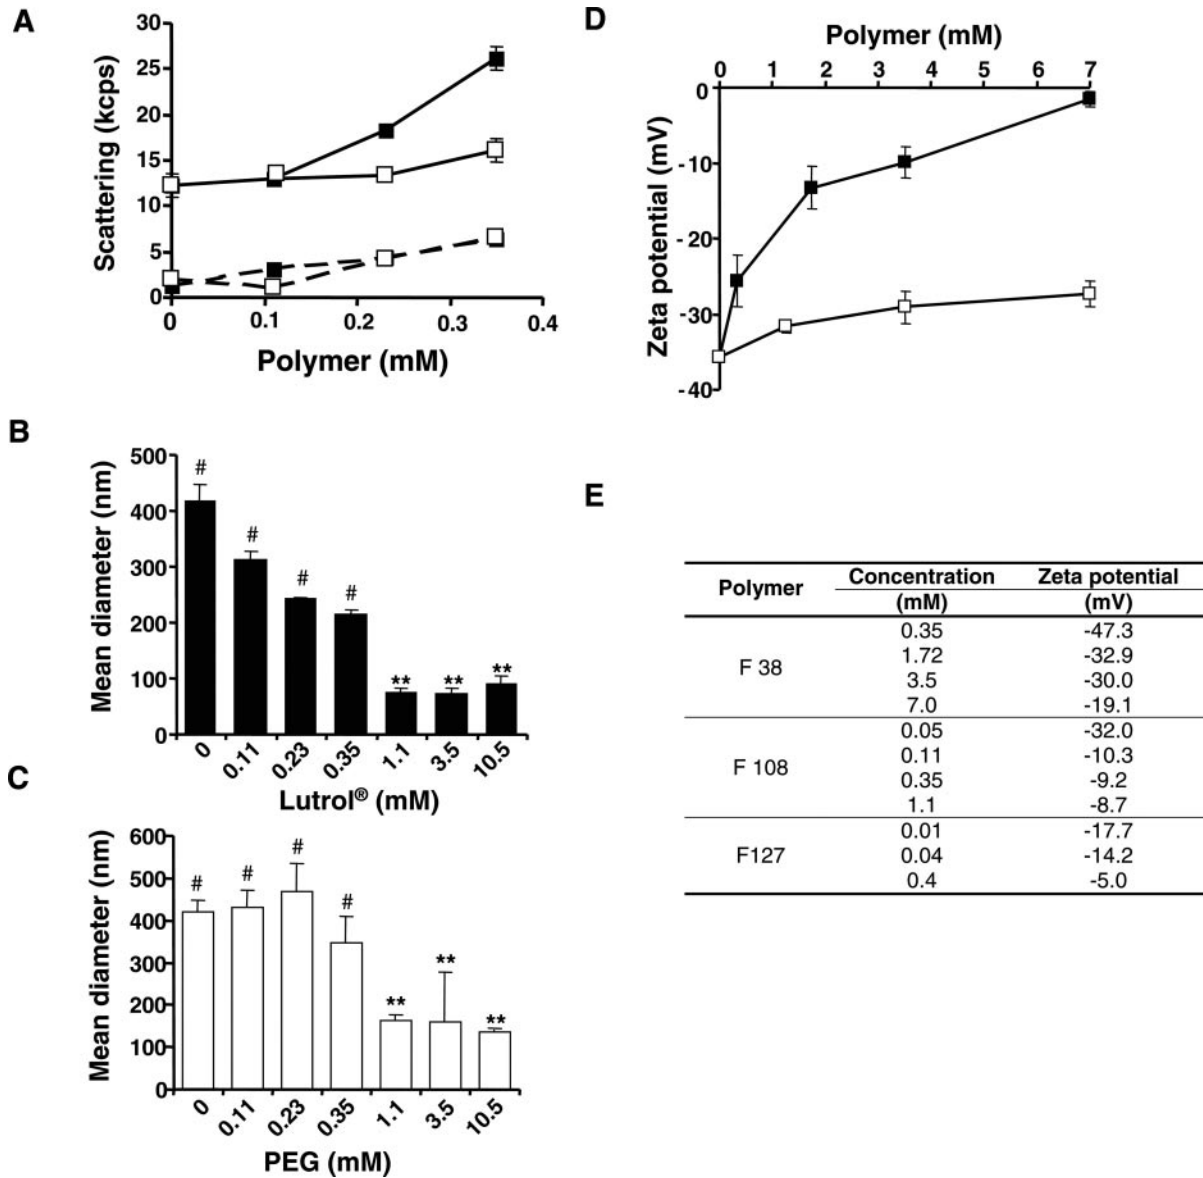 A
30
25
20
15
10
5
0
Scattering (kcps)
0 0.1 0.2 0.3 0.4
Polymer (mM)
B
500
400
300
200
100
0
Mean diameter (nm)
# # # # ** ** **
0 0.11 0.23 0.35 1.1 3.5 10.5
Lutrol® (mM)
C
600
500
400
300
200
100
0
Mean diameter (nm)
# # # # ** ** **
0 0.11 0.23 0.35 1.1 3.5 10.5
PEG (mM)
D
Polymer (mM)
0 1 2 3 4 5 6 7
0
-10
-20
-30
-40
Zeta potential (mV)
E
Polymer Concentration Zeta potential
(mM) (mV)
F 38
0.35 -47.3
1.72 -32.9
3.5 -30.0
7.0 -19.1
F 108
0.05 -32.0
0.11 -10.3
0.35 -9.2
1.1 -8.7
F127
0.01 -17.7
0.04 -14.2
0.4 -5.0